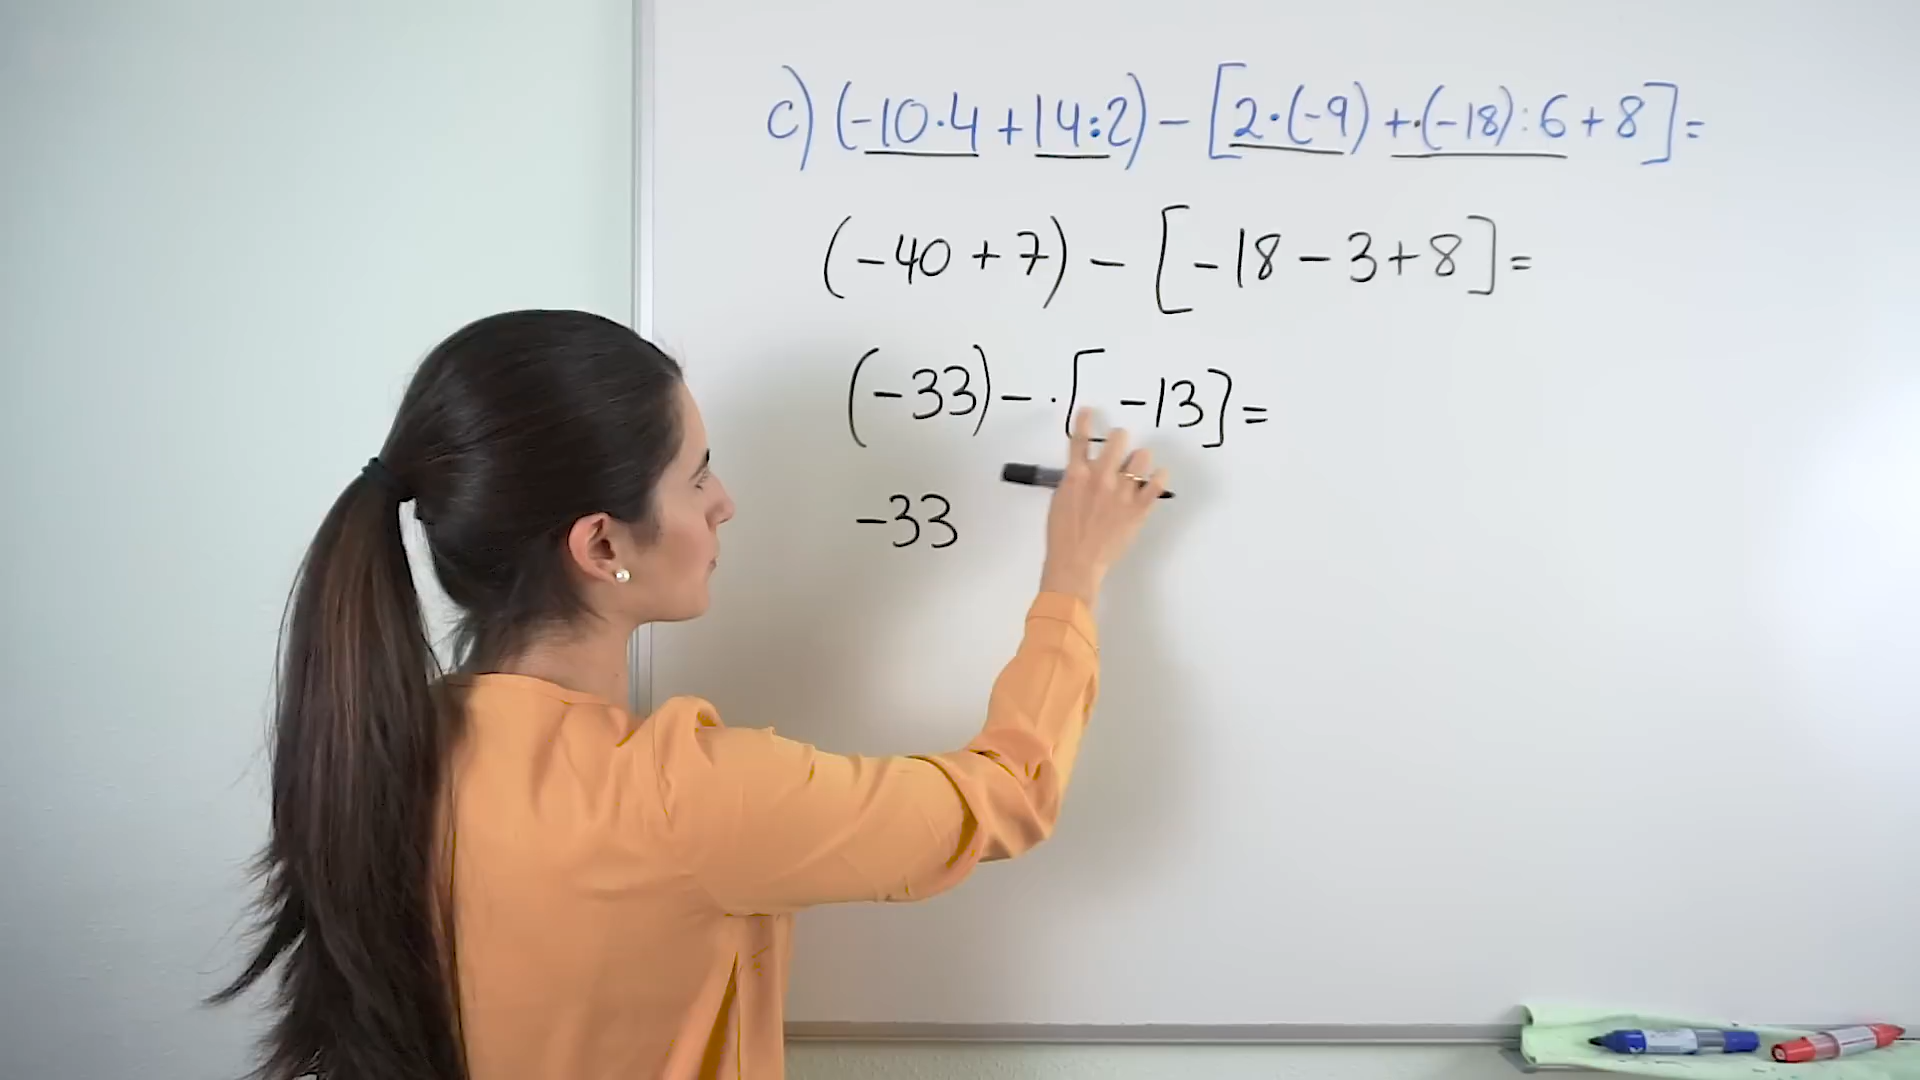 c) (-10·4 + 14:2) - [2·(-9) +·(-18):6 + 8] =
(-40 + 7) - [-18 - 3 + 8] =
(-33) - ·[ -13] =
-33